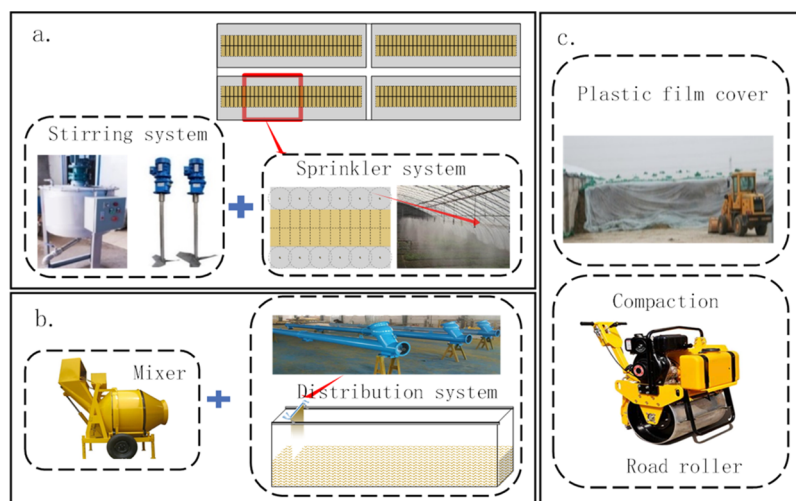 a.
Stirring system
Sprinkler system
b.
Mixer
Distribution system
c.
Plastic film cover
Compaction
Road roller